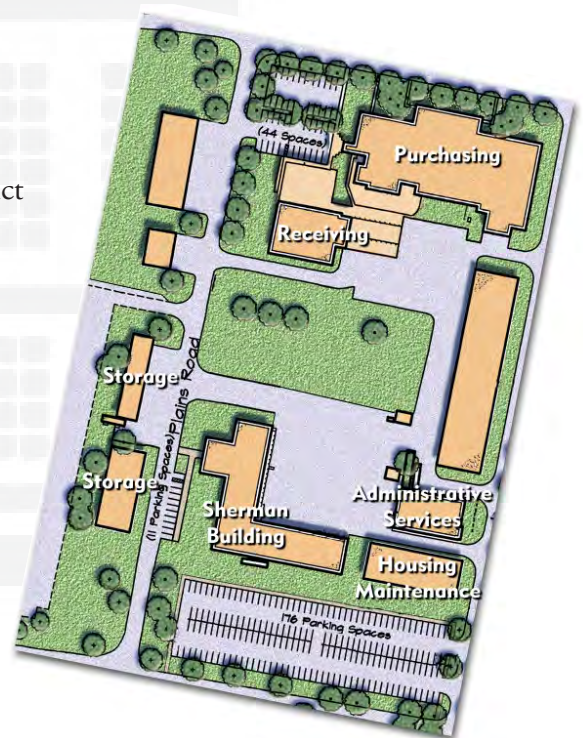 (44 Spaces)
Purchasing
ct
Receiving
Storage
Plains Road
(11 Parking Spaces)
Storage
Sherman
Building
Administrative
Services
Housing
Maintenance
176 Parking Spaces